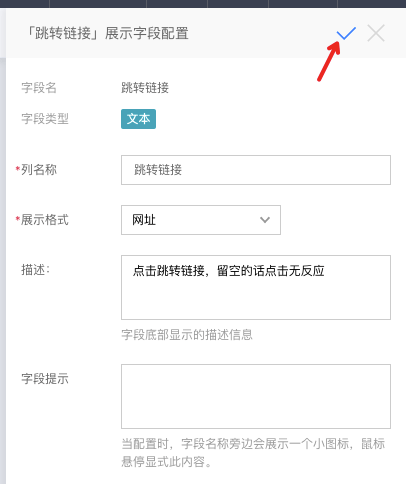 「跳转链接」展示字段配置
字段名 跳转链接
字段类型 文本
*列名称 跳转链接
*展示格式 网址
描述: 点击跳转链接，留空的话点击无反应
字段底部显示的描述信息
字段提示
当配置时，字段名称旁边会展示一个小图标，鼠标
悬停显式此内容。